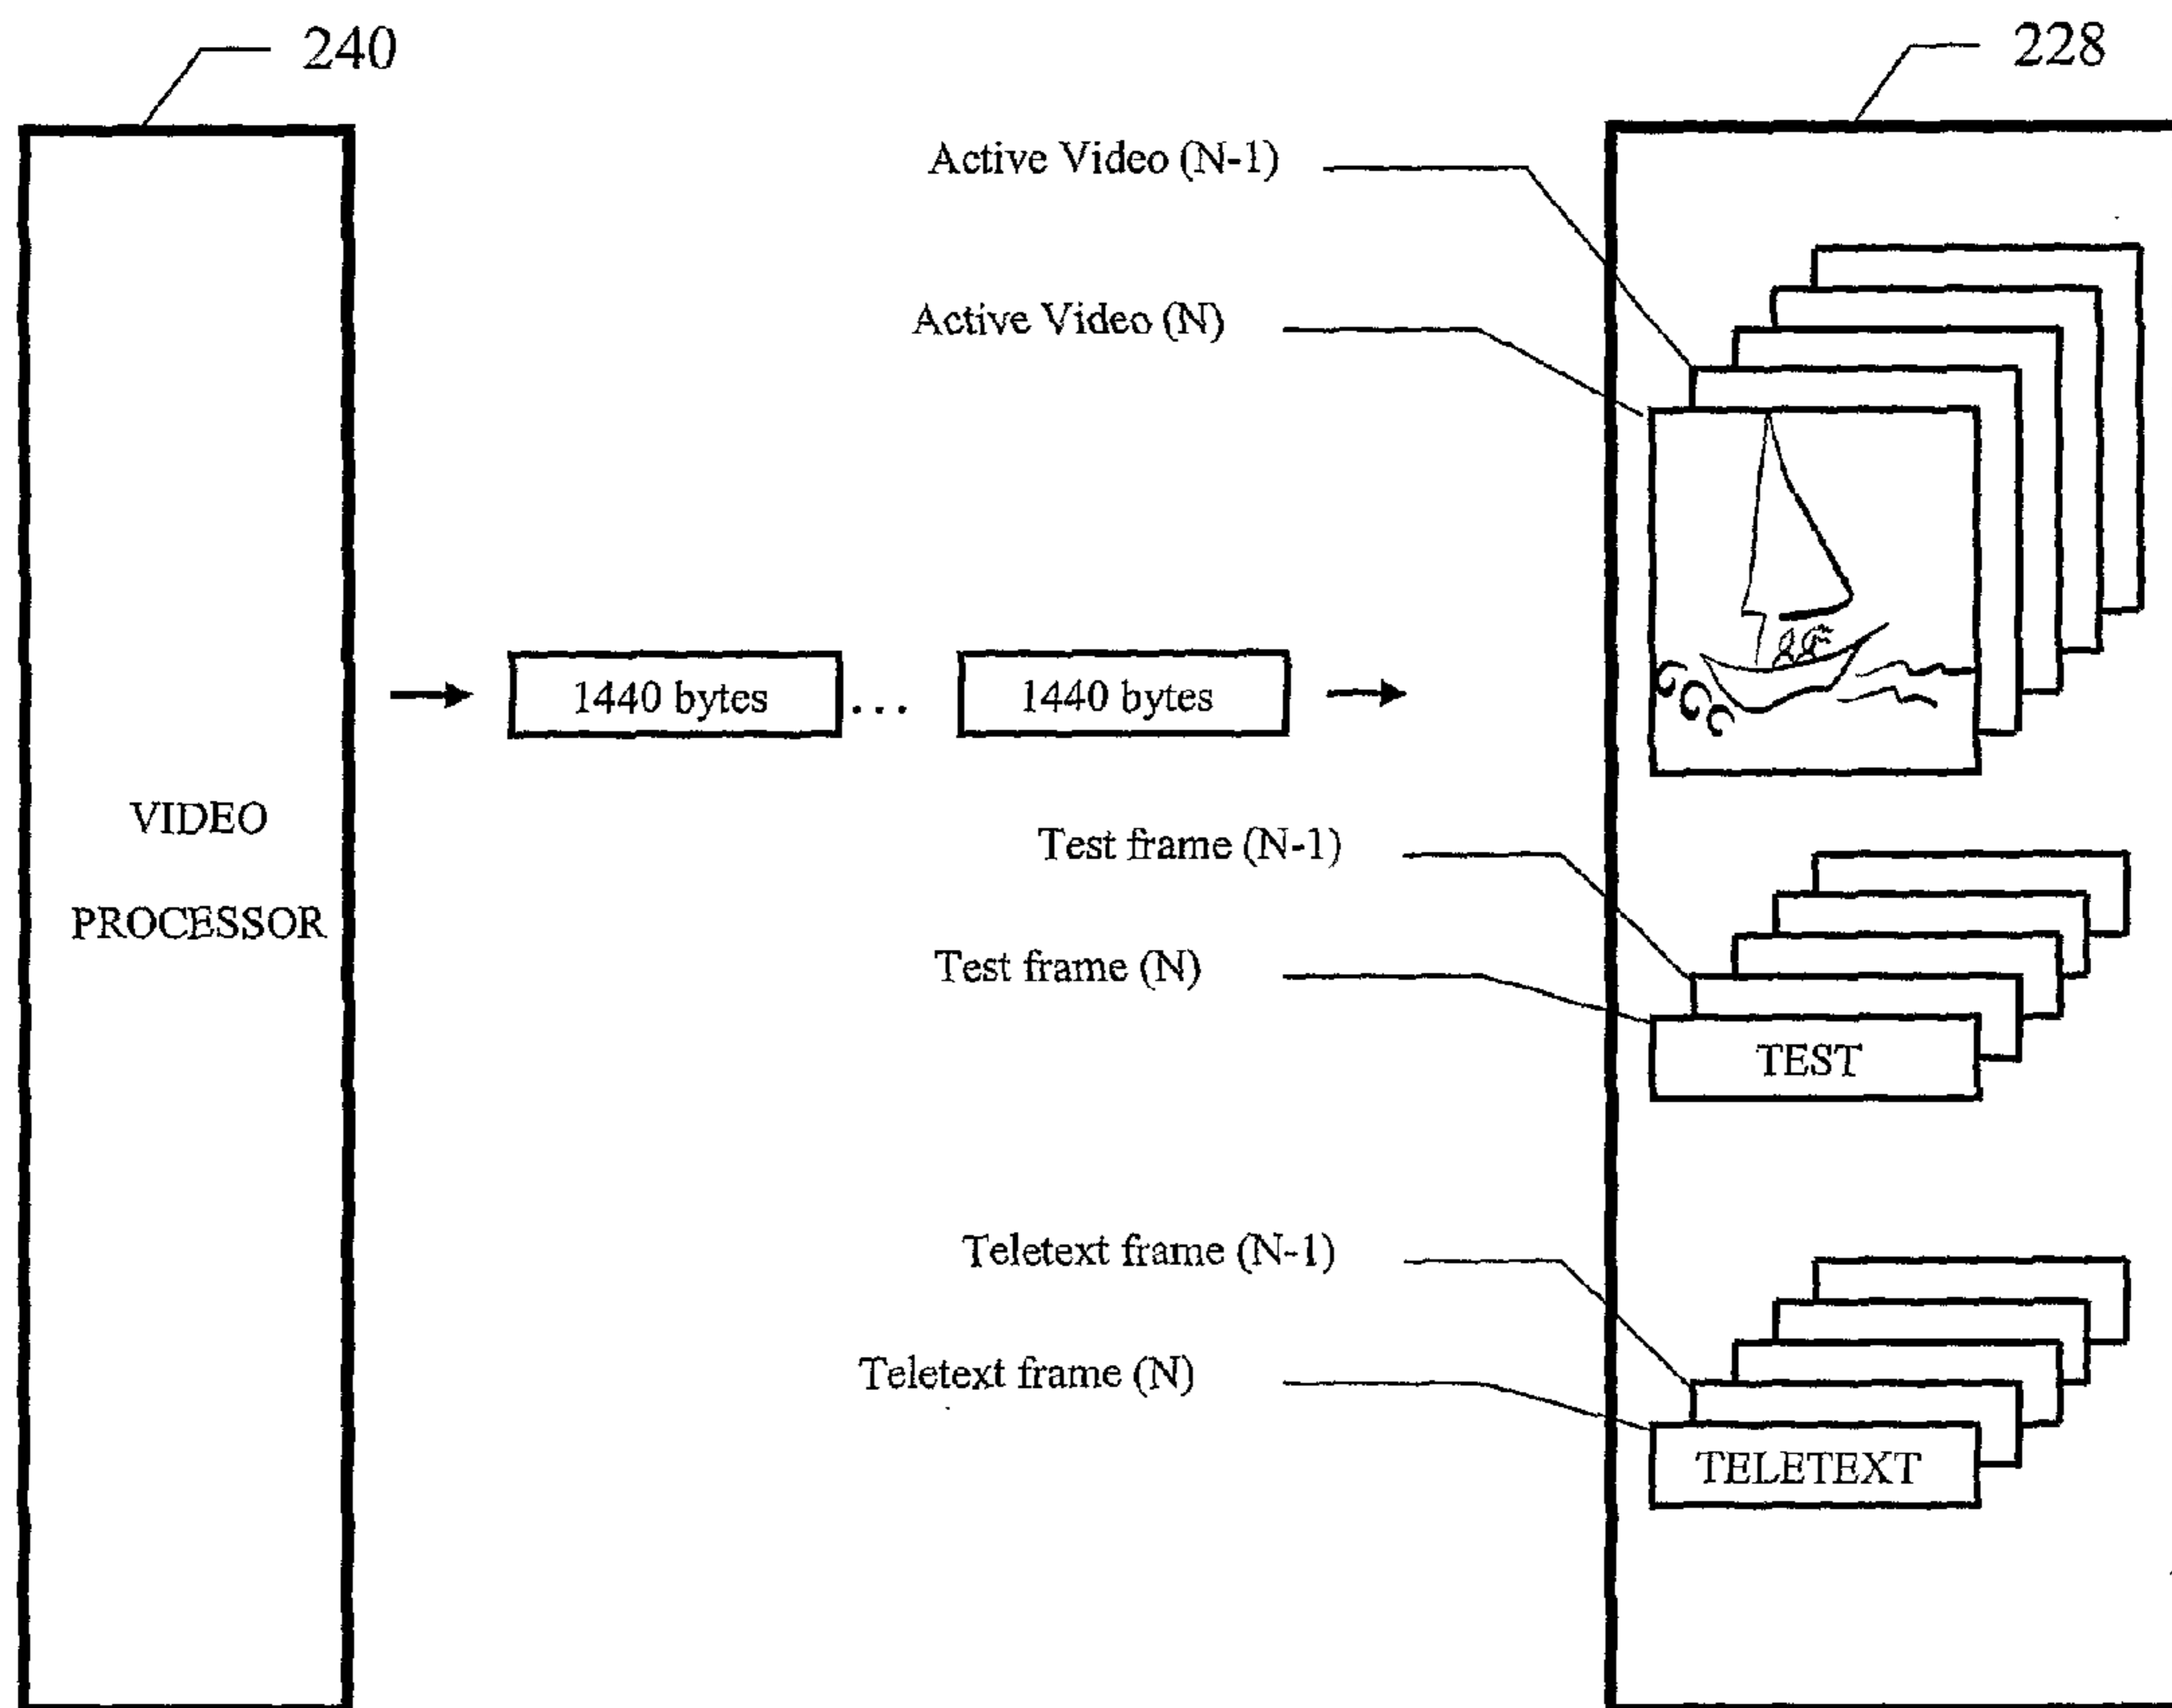 240
228
Active Video (N-1)
Active Video (N)
1440 bytes ... 1440 bytes
VIDEO
PROCESSOR
Test frame (N-1)
Test frame (N)
TEST
Teletext frame (N-1)
Teletext frame (N)
TELETEXT